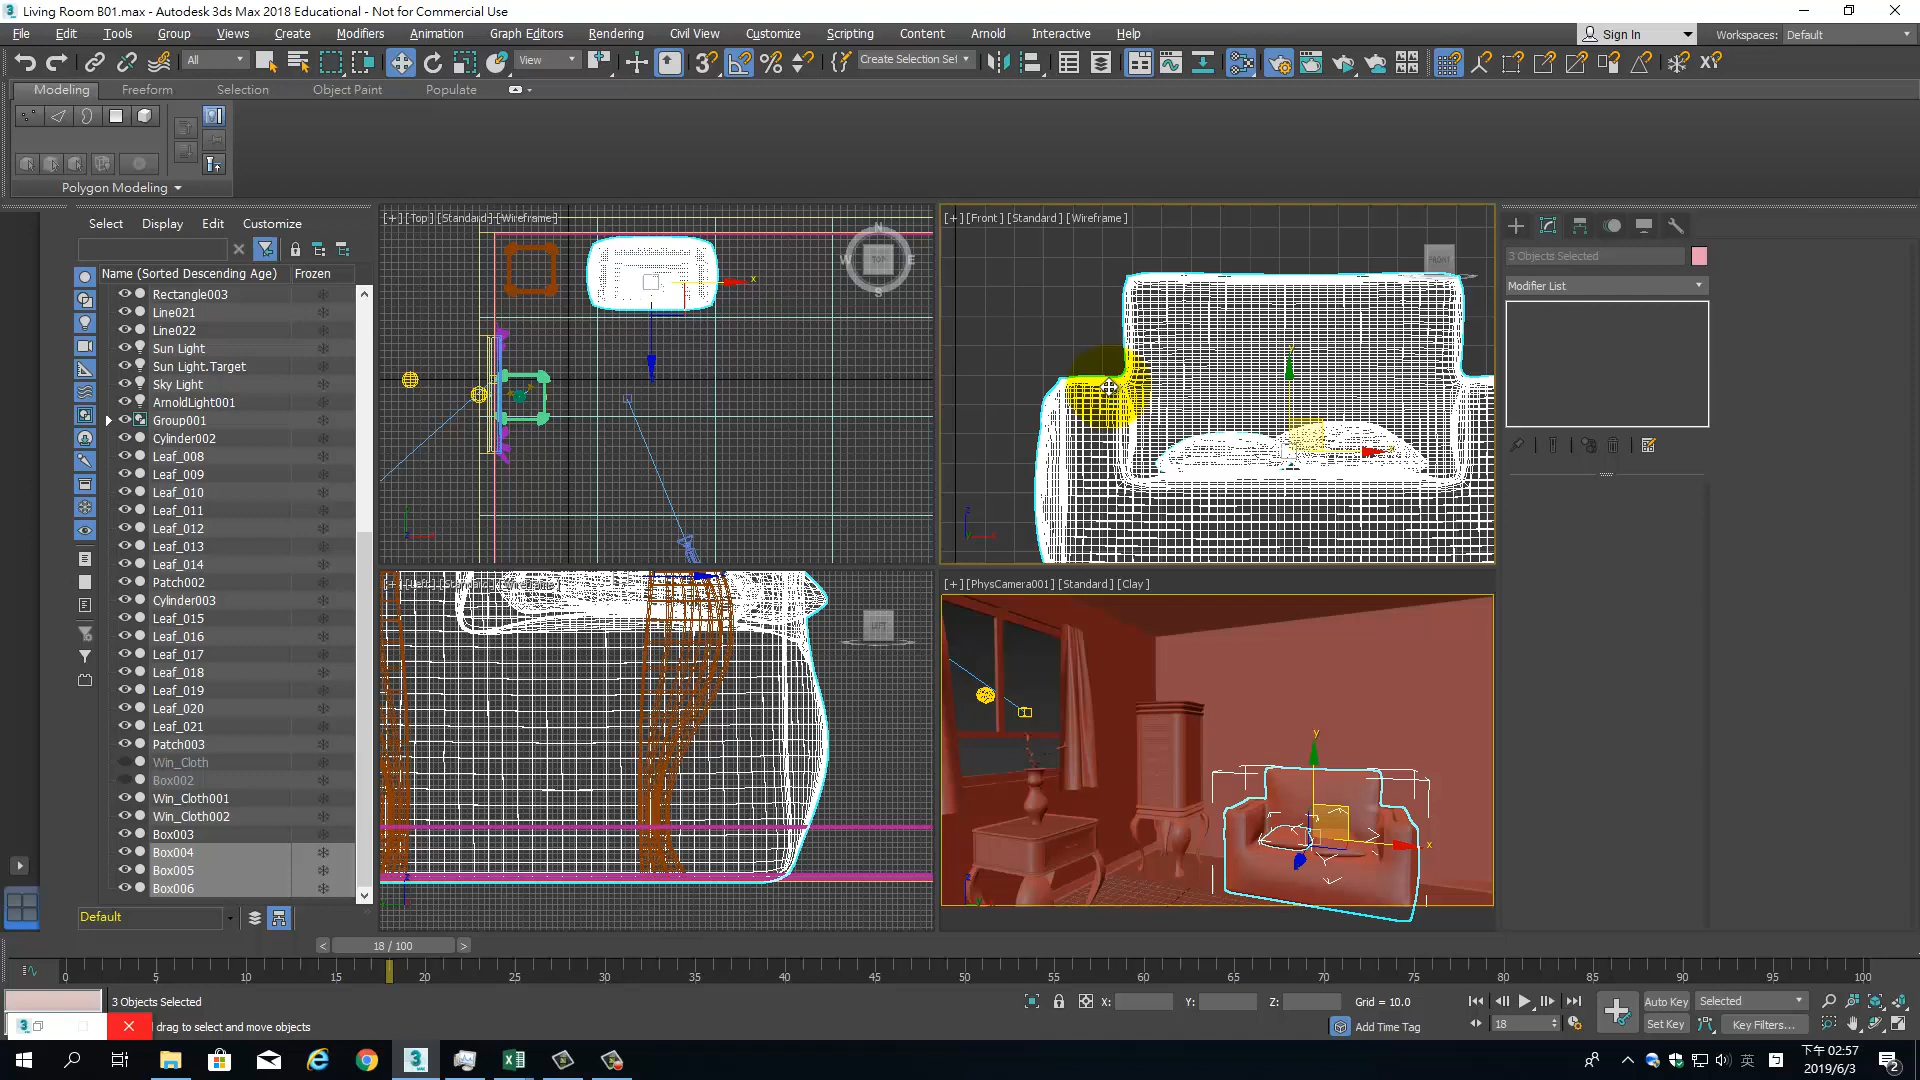 Living Room B01.max - Autodesk 3ds Max 2018 Educational - Not for Commercial Use
File Edit Tools Group Views Create Modifiers Animation Graph Editors Rendering Civil View Customize Scripting Content Arnold Interactive Help Sign In Workspaces: Default
All View Create Selection Set
Modeling Freeform Selection Object Paint Populate
Polygon Modeling
Select Display Edit Customize
Name (Sorted Descending Age) Frozen
Rectangle003
Line021
Line022
Sun Light
Sun Light.Target
Sky Light
ArnoldLight001
Group001
Cylinder002
Leaf_008
Leaf_009
Leaf_010
Leaf_011
Leaf_012
Leaf_013
Leaf_014
Patch002
Cylinder003
Leaf_015
Leaf_016
Leaf_017
Leaf_018
Leaf_019
Leaf_020
Leaf_021
Patch003
Win_Cloth
Box002
Win_Cloth001
Win_Cloth002
Box003
Box004
Box005
Box006
Default
[+] [Top] [Standard] [Wireframe]
N
W TOP E
S
x
[+] [Front] [Standard] [Wireframe]
FRONT
[+] [Left] [Standard] [Wireframe]
LEFT
[+] [PhysCamera001] [Standard] [Clay]
y
x
3 Objects Selected
Modifier List
< 18 / 100 >
0 5 10 15 20 25 30 35 40 45 50 55 60 65 70 75 80 85 90 95 100
3 Objects Selected
drag to select and move objects
X: Y: Z: Grid = 10.0
Add Time Tag
18
Auto Key Selected
Set Key Key Filters...
英
下午 02:57
2019/6/3
2